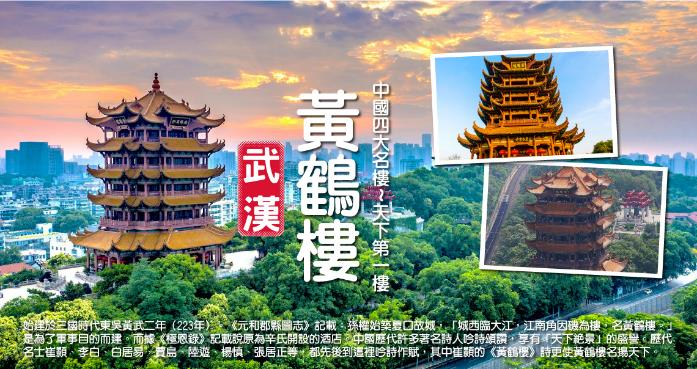 中國四大名樓、天下第一樓
黃鶴樓
武漢
始建於三國時代東吳黃武二年（223年），《元和郡縣圖志》記載：孫權始築夏口故城，「城西臨大江，江南角因磯為樓，名黃鶴樓。」
是為了軍事目的而建。而據《極恩錄》記載說原為辛氏開設的酒店，中國歷代許多著名詩人吟詩頌讚，享有「天下絕景」的盛譽。歷代
名士崔顥、李白、白居易、賈島、陸遊、楊慎、張居正等，都先後到這裡吟詩作賦，其中崔顥的《黃鶴樓》詩更使黃鶴樓名揚天下。